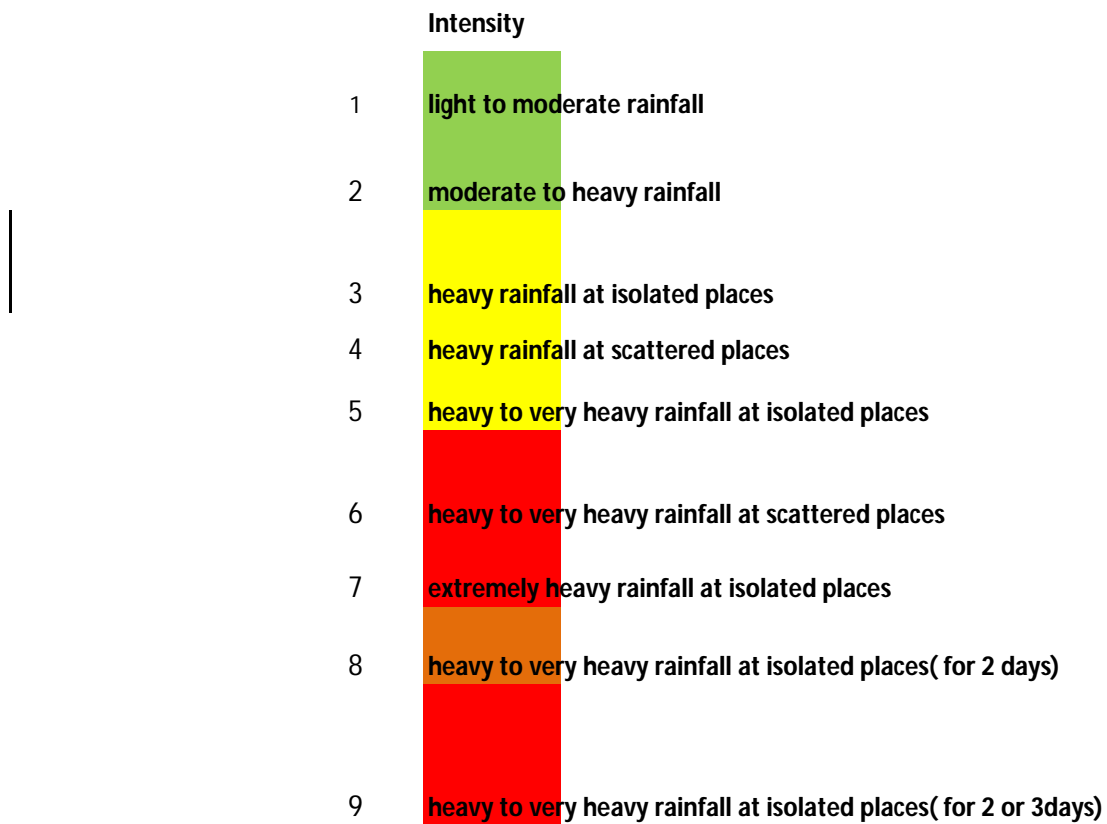 Intensity
1 light to moderate rainfall
2 moderate to heavy rainfall
3 heavy rainfall at isolated places
4 heavy rainfall at scattered places
5 heavy to very heavy rainfall at isolated places
6 heavy to very heavy rainfall at scattered places
7 extremely heavy rainfall at isolated places
8 heavy to very heavy rainfall at isolated places( for 2 days)
9 heavy to very heavy rainfall at isolated places( for 2 or 3days)